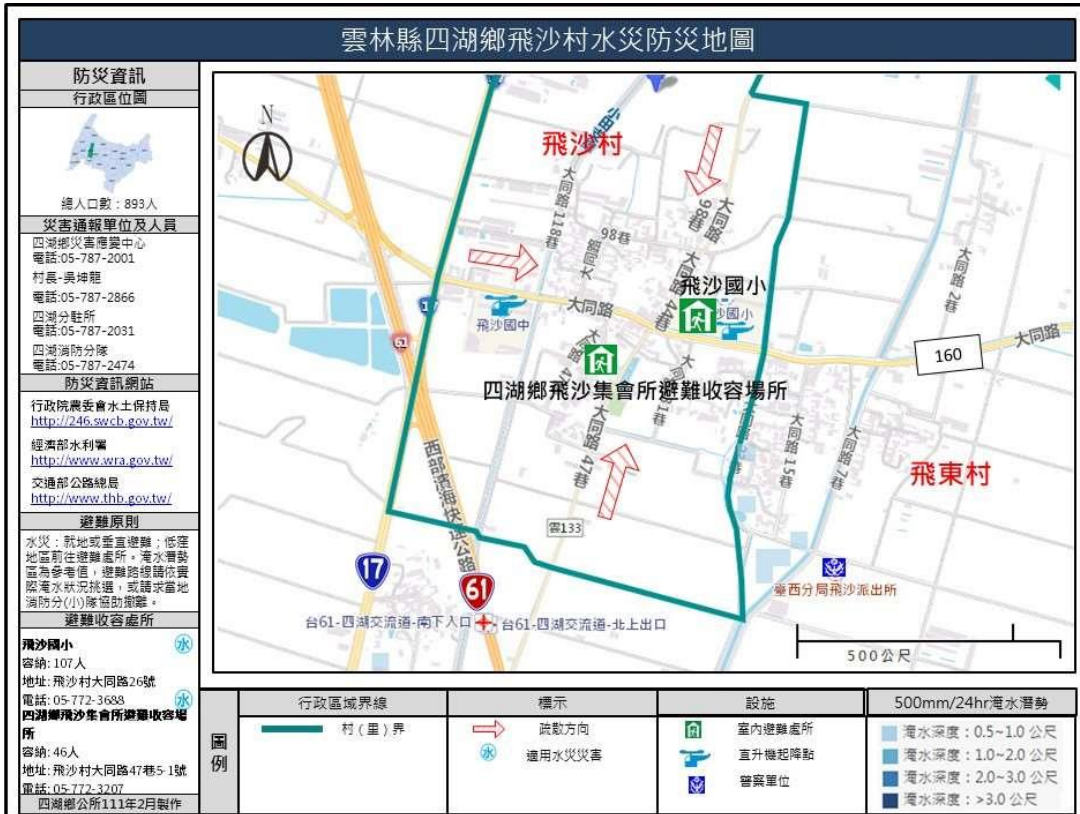 雲林縣四湖鄉飛沙村水災防災地圖
防災資訊
行政區位圖
總人口數：893人
災害通報單位及人員
四湖鄉災害應變中心
電話:05-787-2001
村長-吳坤龍
電話:05-787-2866
四湖分駐所
電話:05-787-2031
四湖消防分隊
電話:05-787-2474
防災資訊網站
行政院農委會水土保持局
http://246.swcb.gov.tw/
經濟部水利署
http://www.wra.gov.tw/
交通部公路總局
http://www.thb.gov.tw/
避難原則
水災：就地或垂直避難；低窪
地區前往避難處所。淹水潛勢
區為參考值，避難路線請依實
際淹水狀況挑選，或請求當地
消防分(小)隊協助撤離。
避難收容處所
飛沙國小
水
容納: 107人
地址: 飛沙村大同路26號
電話: 05-772-3688
水
四湖鄉飛沙集會所避難收容場
所
容納: 46人
地址: 飛沙村大同路47巷5-1號
電話: 05-772-3207
四湖鄉公所111年2月製作
N
飛沙村
大同路118巷
98巷
大同路
大同路98巷
大同路44巷
飛沙國小
沙國小
大同路
飛沙國中
17
61
160
大同路
大同路2巷
四湖鄉飛沙集會所避難收容場所
大同路47巷
大同路15巷
大同路7巷
飛東村
西部濱海快速公路
雲133
17
61
臺西分局飛沙派出所
台61-四湖交流道-南下入口
台61-四湖交流道-北上出口
500公尺
圖例
行政區域界線
標示
設施
500mm/24hr淹水潛勢
村（里）界
疏散方向
水
適用水災災害
室內避難處所
直升機起降點
警察單位
淹水深度：0.5~1.0 公尺
淹水深度：1.0~2.0 公尺
淹水深度：2.0~3.0 公尺
淹水深度：>3.0 公尺